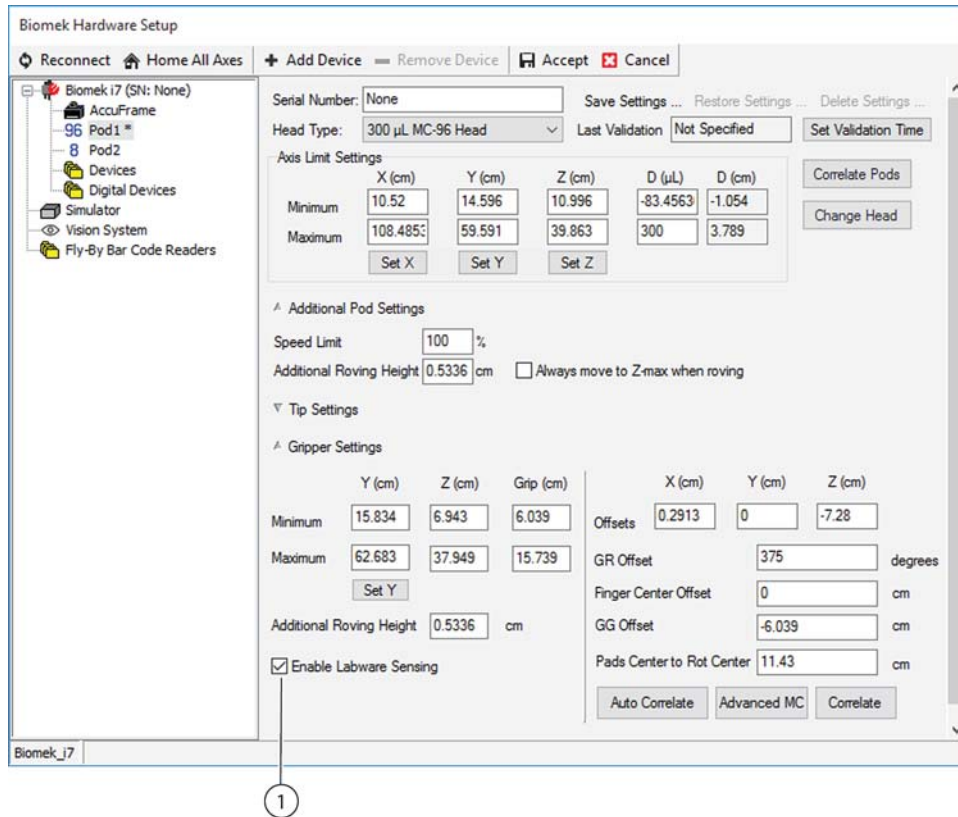 Biomek Hardware Setup
Reconnect Home All Axes Add Device Remove Device Accept Cancel
Biomek i7 (SN: None)
AccuFrame
96 Pod1 *
8 Pod2
Devices
Digital Devices
Simulator
Vision System
Fly-By Bar Code Readers
Serial Number: None Save Settings ... Restore Settings ... Delete Settings ...
Head Type: 300 µL MC-96 Head Last Validation Not Specified Set Validation Time
Axis Limit Settings
X (cm) Y (cm) Z (cm) D (µL) D (cm)
Minimum 10.52 14.596 10.996 -83.4563 -1.054
Maximum 108.4853 59.591 39.863 300 3.789
Set X Set Y Set Z
Correlate Pods
Change Head
Additional Pod Settings
Speed Limit 100 %
Additional Roving Height 0.5336 cm Always move to Z-max when roving
Tip Settings
Gripper Settings
Y (cm) Z (cm) Grip (cm)
Minimum 15.834 6.943 6.039
Maximum 62.683 37.949 15.739
Set Y
Additional Roving Height 0.5336 cm
Enable Labware Sensing
X (cm) Y (cm) Z (cm)
Offsets 0.2913 0 -7.28
GR Offset 375 degrees
Finger Center Offset 0 cm
GG Offset -6.039 cm
Pads Center to Rot Center 11.43 cm
Auto Correlate Advanced MC Correlate
Biomek_i7
1